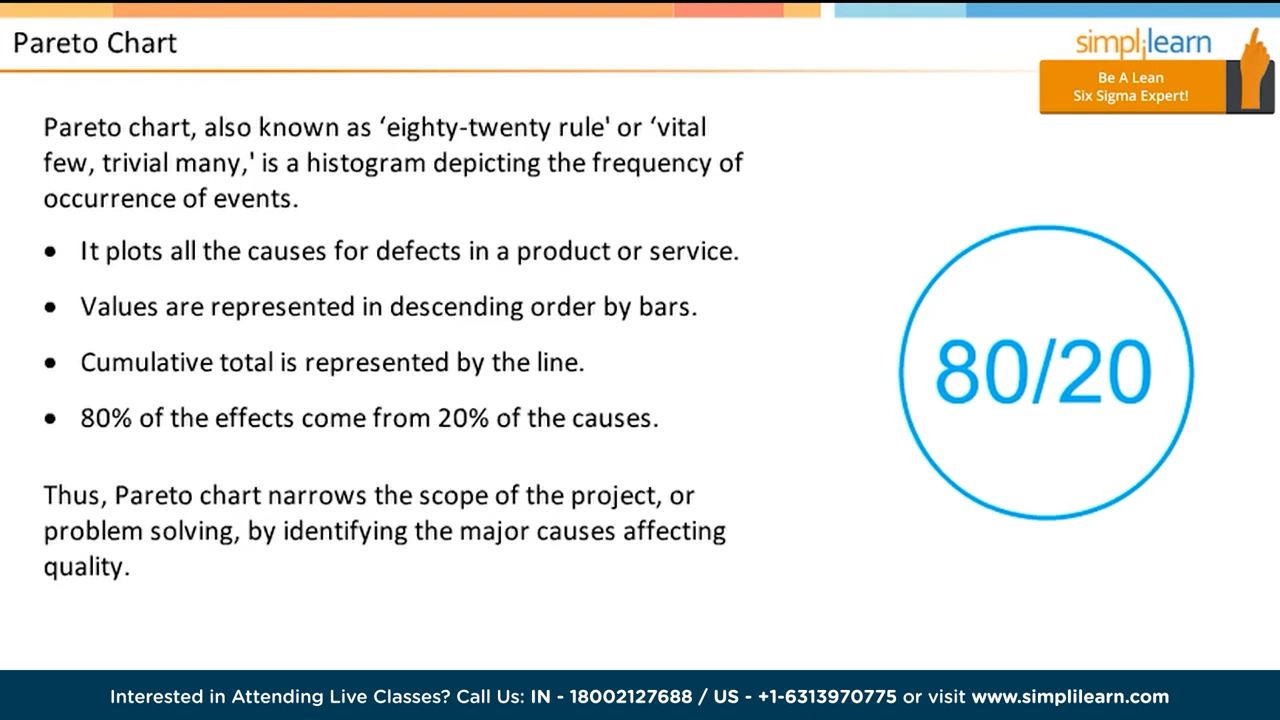 Pareto Chart
simplilearn
Be A Lean
Six Sigma Expert!
Pareto chart, also known as ‘eighty-twenty rule' or ‘vital
few, trivial many,' is a histogram depicting the frequency of
occurrence of events.
• It plots all the causes for defects in a product or service.
• Values are represented in descending order by bars.
• Cumulative total is represented by the line.
• 80% of the effects come from 20% of the causes.
80/20
Thus, Pareto chart narrows the scope of the project, or
problem solving, by identifying the major causes affecting
quality.
Interested in Attending Live Classes? Call Us: IN - 18002127688 / US - +1-6313970775 or visit www.simplilearn.com